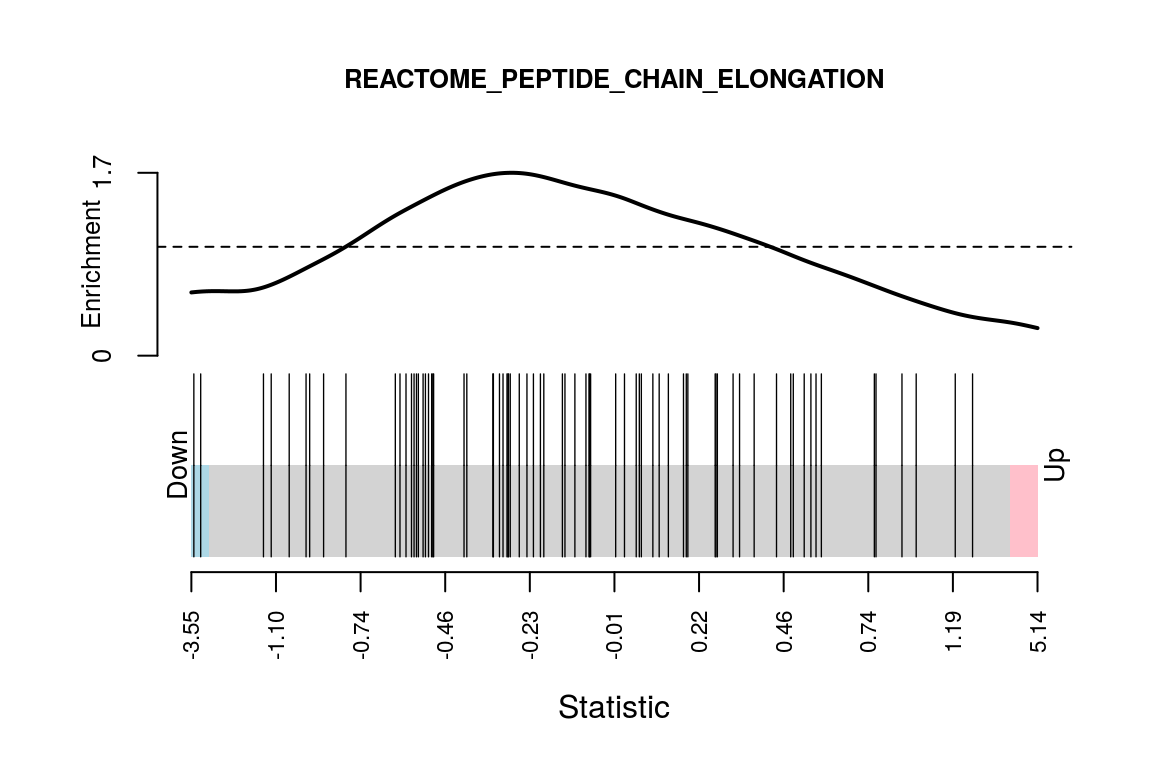 REACTOME_PEPTIDE_CHAIN_ELONGATION
1.7
Enrichment
0
Down
Up
-3.55
-1.10
-0.74
-0.46
-0.23
-0.01
0.22
0.46
0.74
1.19
5.14
Statistic